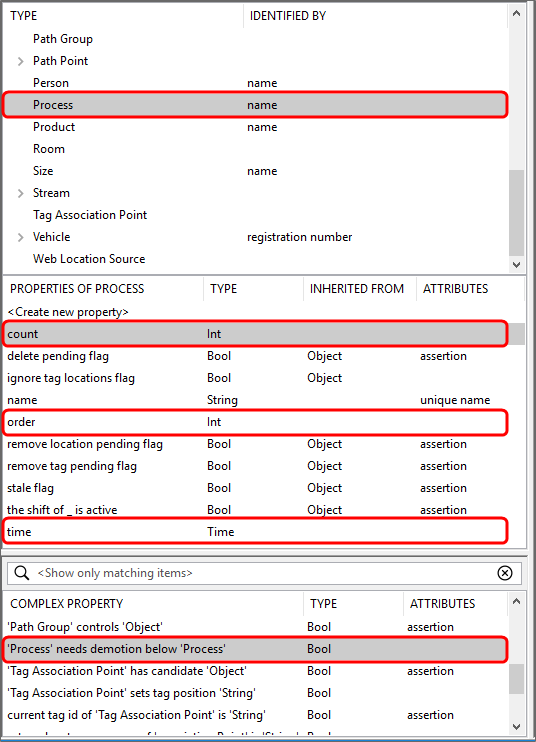 TYPE IDENTIFIED BY
Path Group
Path Point
Person name
Process name
Product name
Room
Size name
Stream
Tag Association Point
Vehicle registration number
Web Location Source
PROPERTIES OF PROCESS TYPE INHERITED FROM ATTRIBUTES
<Create new property>
count Int
delete pending flag Bool Object assertion
ignore tag locations flag Bool Object
name String unique name
order Int
remove location pending flag Bool Object assertion
remove tag pending flag Bool Object assertion
stale flag Bool Object assertion
the shift of _ is active Bool Object assertion
time Time
<Show only matching items>
COMPLEX PROPERTY TYPE ATTRIBUTES
'Path Group' controls 'Object' Bool assertion
'Process' needs demotion below 'Process' Bool
'Tag Association Point' has candidate 'Object' Bool assertion
'Tag Association Point' sets tag position 'String' Bool
current tag id of 'Tag Association Point' is 'String' Bool assertion